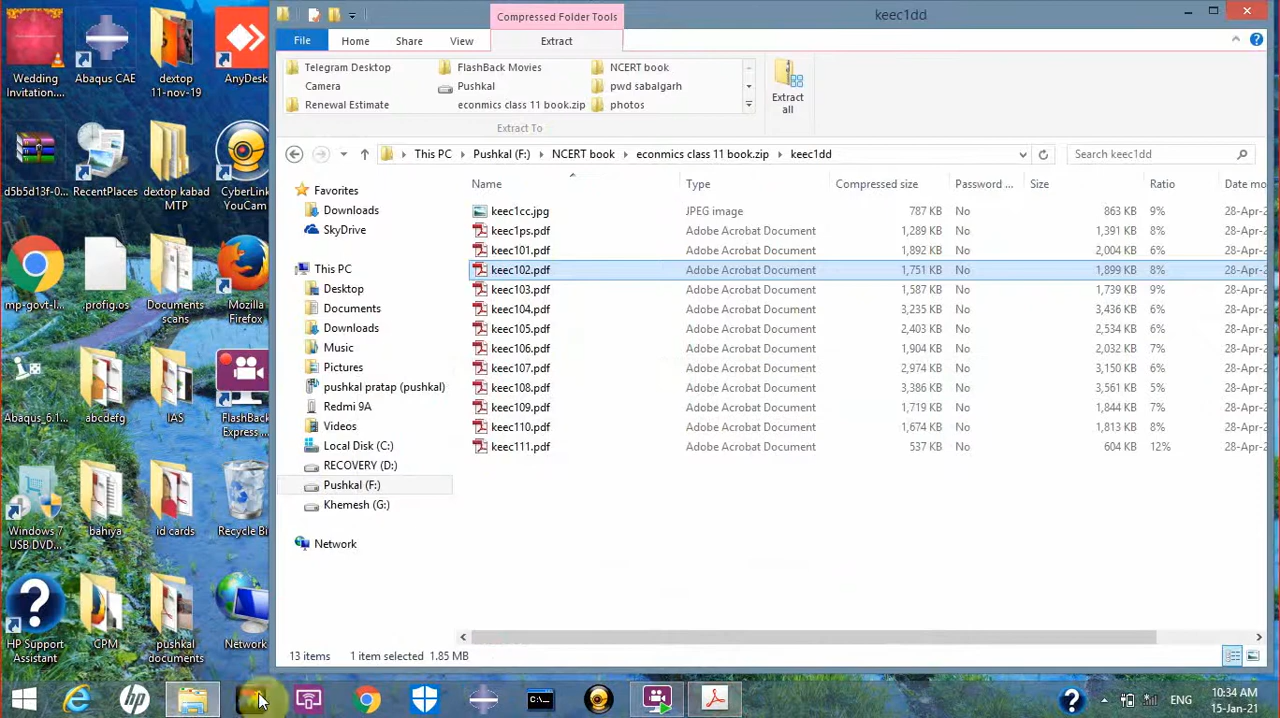 Wedding Invitation....
Abaqus CAE
dextop 11-nov-19
AnyDesk
d5b5d13f-0...
RecentPlaces
dextop kabad MTP
CyberLink YouCam
mp-govt-l...
.profig.os
Documents scans
Mozilla Firefox
Abaqus_6.1...
abcdefg
IAS
FlashBack Express ...
Windows 7 USB DVD...
bahiya
id cards
Recycle Bi
HP Support Assistant
CPM
pushkal documents
Network
Compressed Folder Tools
keec1dd
File
Home
Share
View
Extract
Telegram Desktop
FlashBack Movies
NCERT book
Camera
Pushkal
pwd sabalgarh
Renewal Estimate
econmics class 11 book.zip
photos
Extract all
Extract To
This PC
Pushkal (F:)
NCERT book
econmics class 11 book.zip
keec1dd
Search keec1dd
Name Type Compressed size Password ... Size Ratio Date mo
keec1cc.jpg JPEG image 787 KB No 863 KB 9% 28-Apr-2
keec1ps.pdf Adobe Acrobat Document 1,289 KB No 1,391 KB 8% 28-Apr-2
keec101.pdf Adobe Acrobat Document 1,892 KB No 2,004 KB 6% 28-Apr-2
keec102.pdf Adobe Acrobat Document 1,751 KB No 1,899 KB 8% 28-Apr-2
keec103.pdf Adobe Acrobat Document 1,587 KB No 1,739 KB 9% 28-Apr-2
keec104.pdf Adobe Acrobat Document 3,235 KB No 3,436 KB 6% 28-Apr-2
keec105.pdf Adobe Acrobat Document 2,403 KB No 2,534 KB 6% 28-Apr-2
keec106.pdf Adobe Acrobat Document 1,904 KB No 2,032 KB 7% 28-Apr-2
keec107.pdf Adobe Acrobat Document 2,974 KB No 3,150 KB 6% 28-Apr-2
keec108.pdf Adobe Acrobat Document 3,386 KB No 3,561 KB 5% 28-Apr-2
keec109.pdf Adobe Acrobat Document 1,719 KB No 1,844 KB 7% 28-Apr-2
keec110.pdf Adobe Acrobat Document 1,674 KB No 1,813 KB 8% 28-Apr-2
keec111.pdf Adobe Acrobat Document 537 KB No 604 KB 12% 28-Apr-2
Favorites
Downloads
SkyDrive
This PC
Desktop
Documents
Downloads
Music
Pictures
pushkal pratap (pushkal)
Redmi 9A
Videos
Local Disk (C:)
RECOVERY (D:)
Pushkal (F:)
Khemesh (G:)
Network
13 items 1 item selected 1.85 MB
ENG
10:34 AM
15-Jan-21